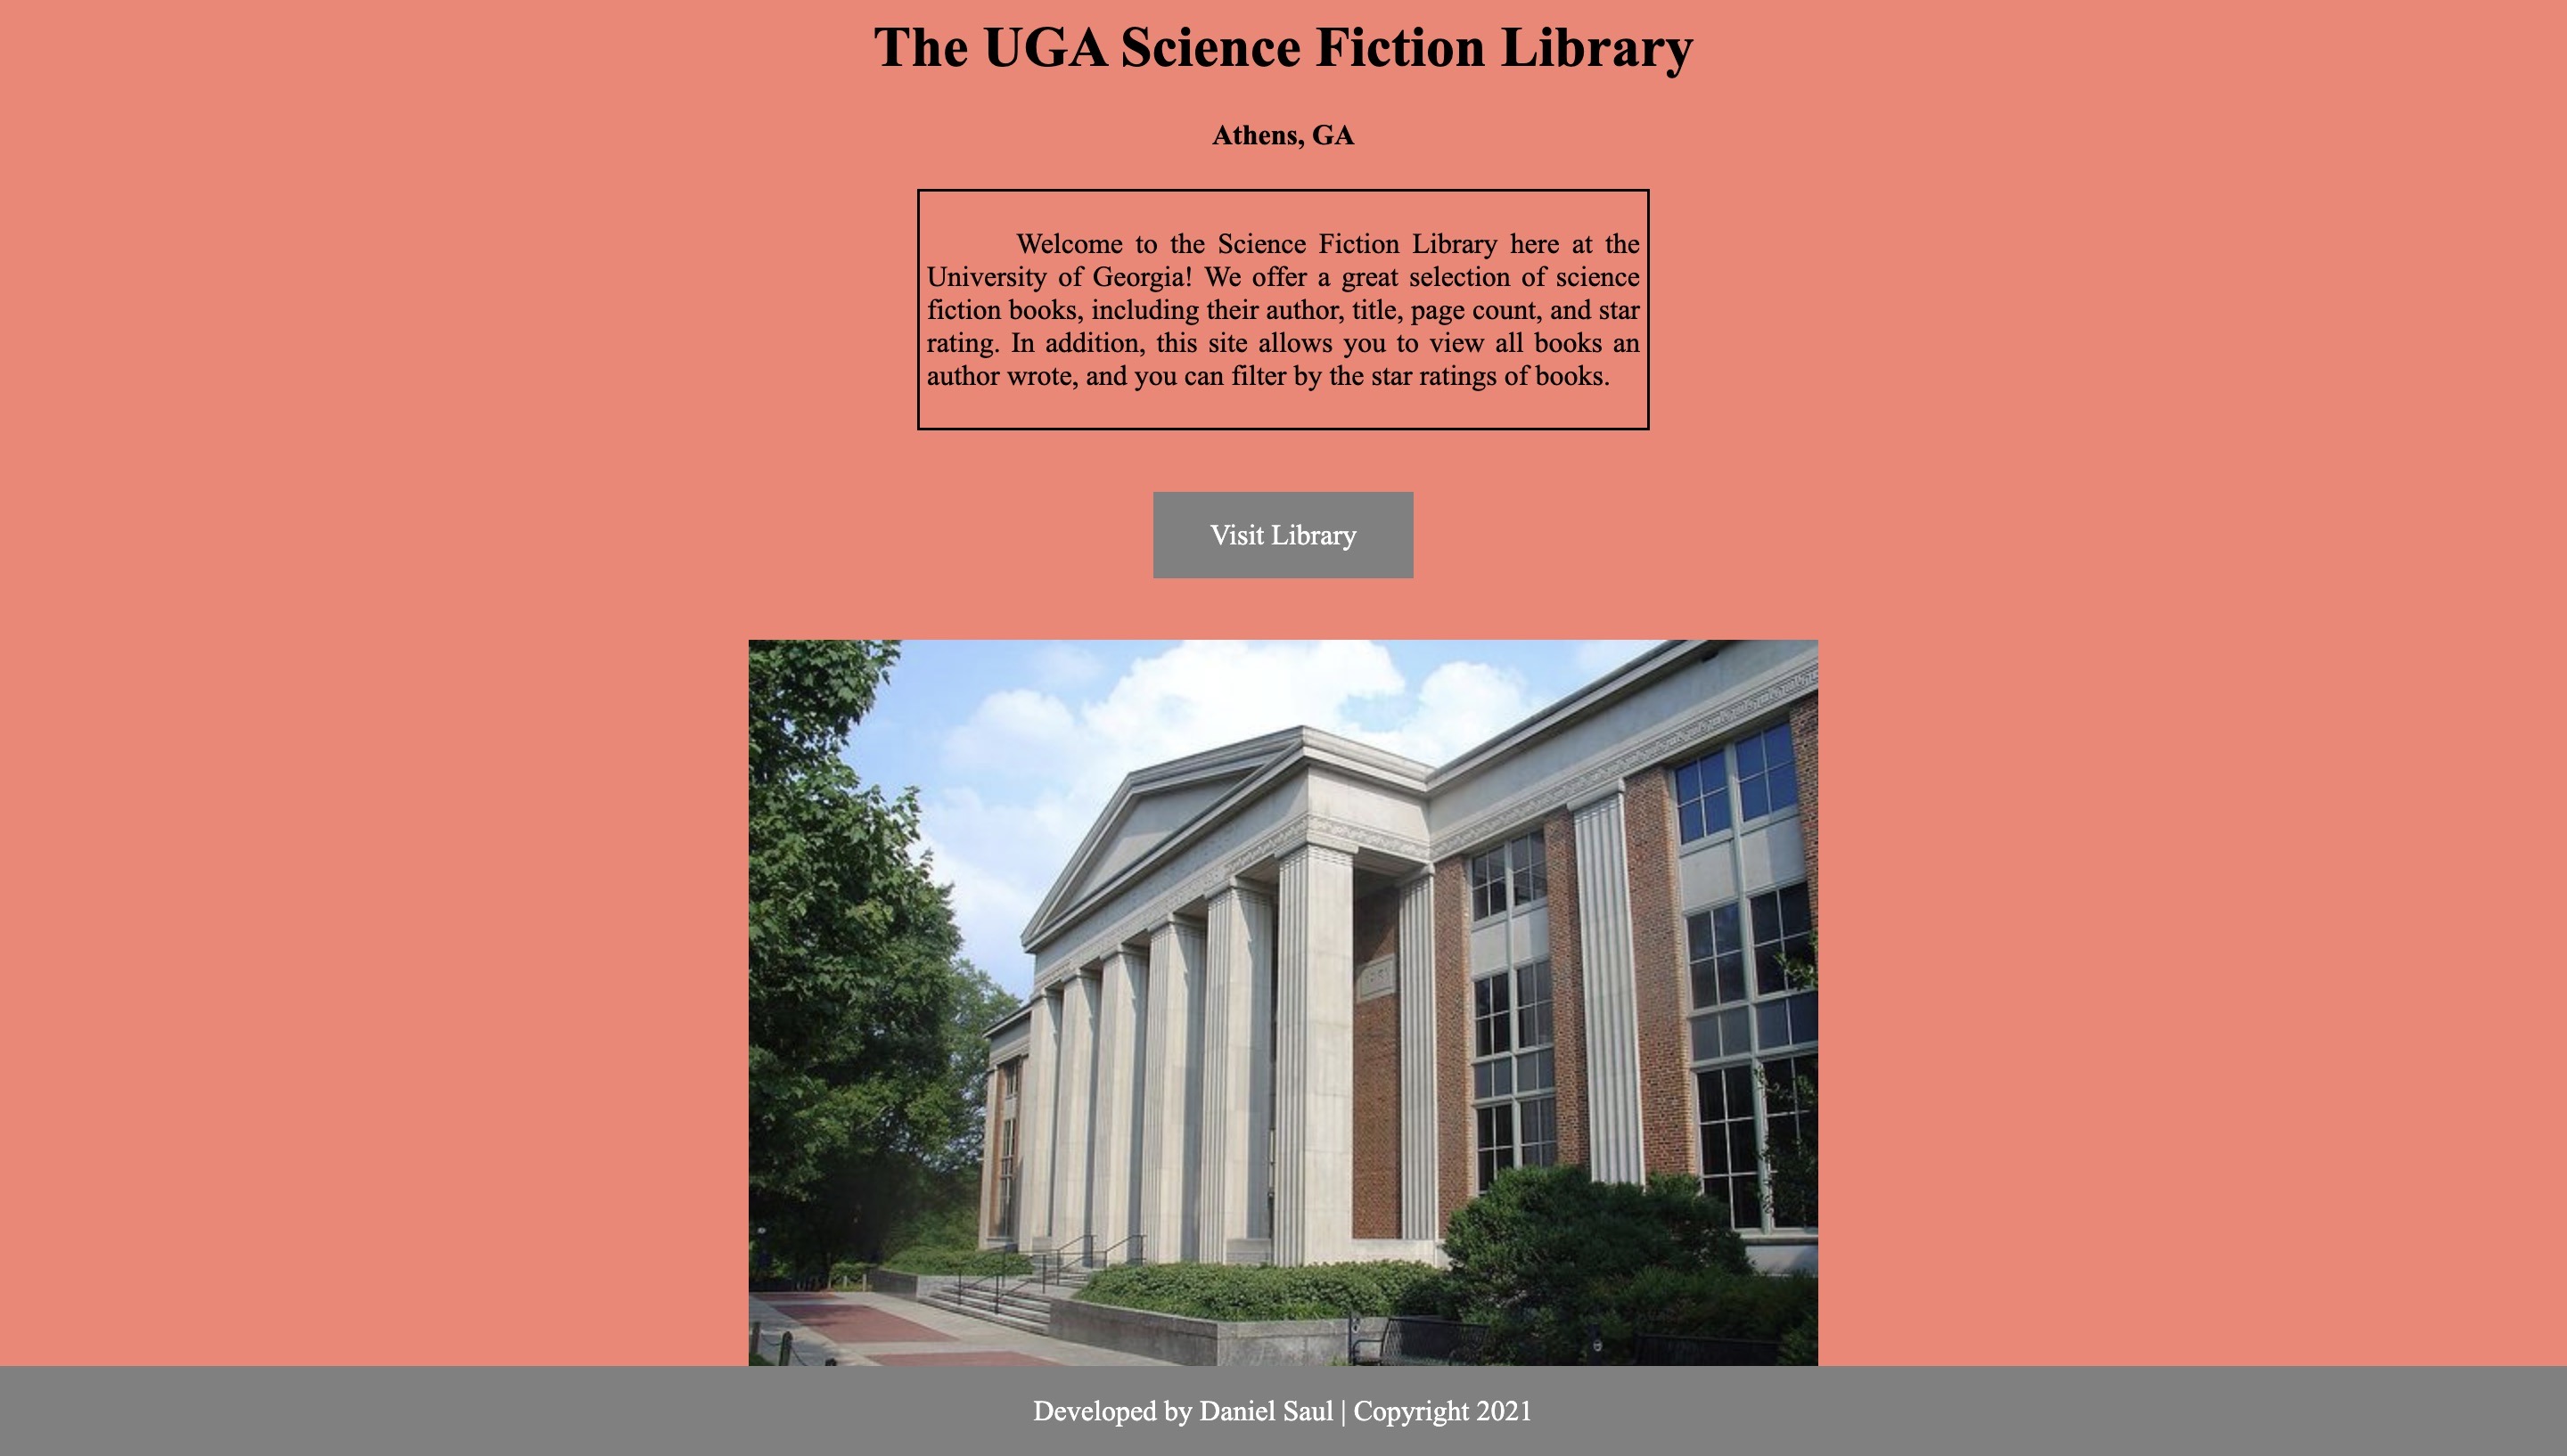 The UGA Science Fiction Library
Athens, GA
Welcome to the Science Fiction Library here at the
University of Georgia! We offer a great selection of science
fiction books, including their author, title, page count, and star
rating. In addition, this site allows you to view all books an
author wrote, and you can filter by the star ratings of books.
Visit Library
Developed by Daniel Saul | Copyright 2021